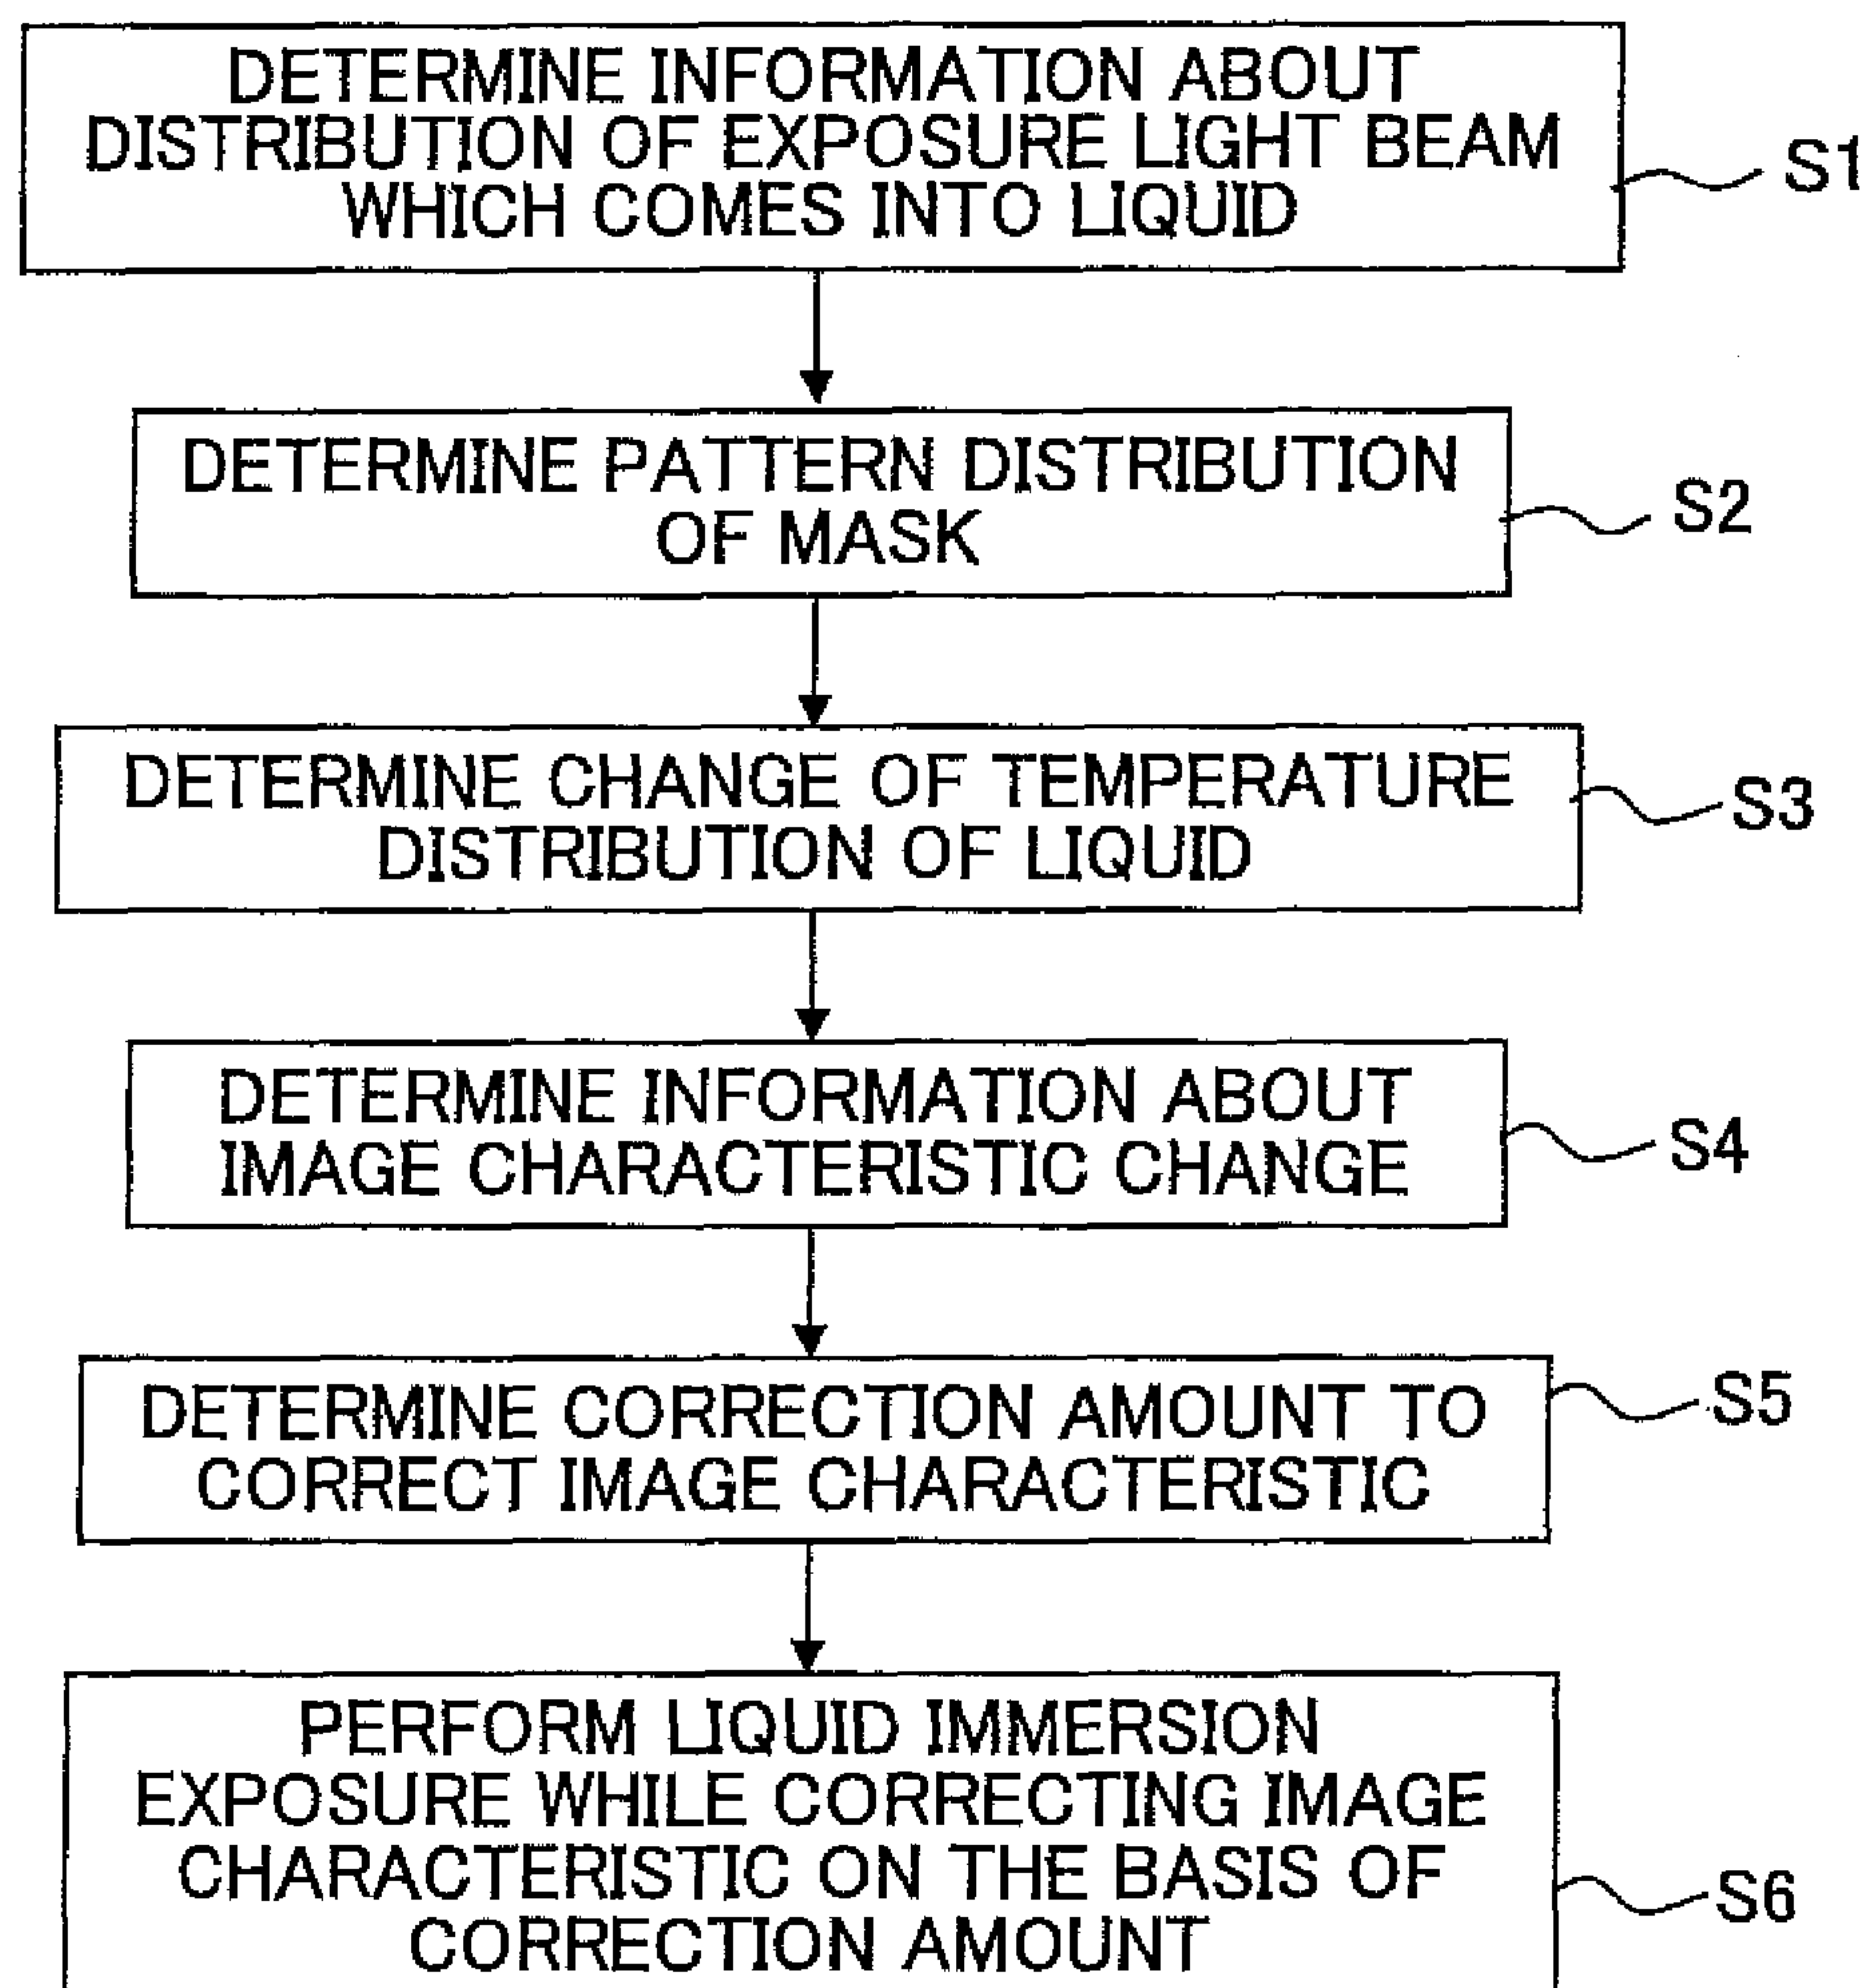 DETERMINE INFORMATION ABOUT
DISTRIBUTION OF EXPOSURE LIGHT BEAM
WHICH COMES INTO LIQUID
S1
DETERMINE PATTERN DISTRIBUTION
OF MASK
S2
DETERMINE CHANGE OF TEMPERATURE
DISTRIBUTION OF LIQUID
S3
DETERMINE INFORMATION ABOUT
IMAGE CHARACTERISTIC CHANGE
S4
DETERMINE CORRECTION AMOUNT TO
CORRECT IMAGE CHARACTERISTIC
S5
PERFORM LIQUID IMMERSION
EXPOSURE WHILE CORRECTING IMAGE
CHARACTERISTIC ON THE BASIS OF
CORRECTION AMOUNT
S6